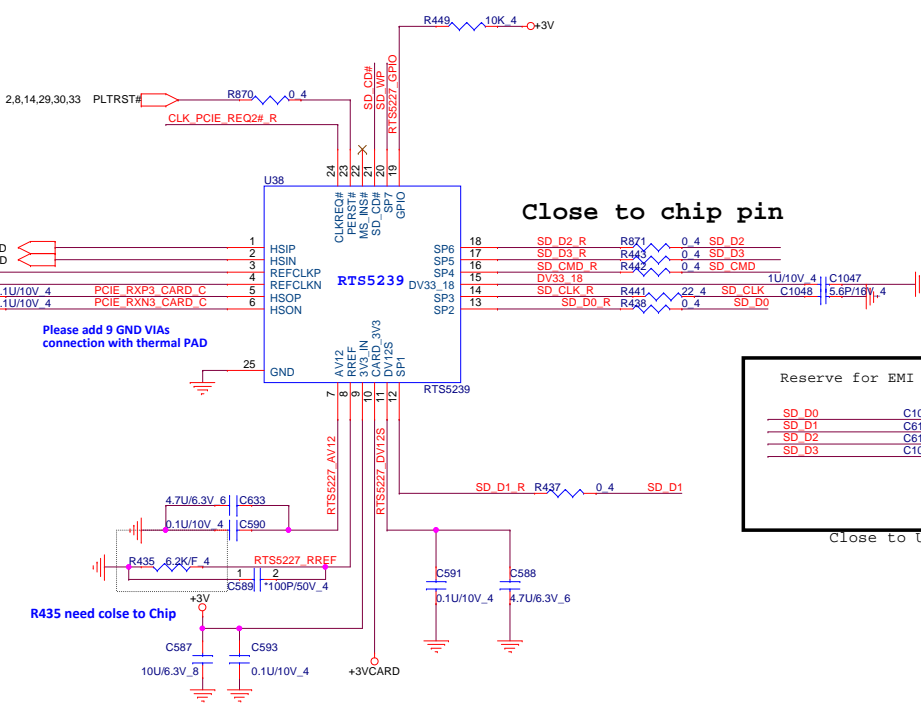 R449 10K_4 +3V
SD_CD#
SD_WP
RTS5227_GPIO
2,8,14,29,30,33 PLTRST# R870 0_4
CLK_PCIE_REQ2#_R
24 23 22 21 20 19
U38
CLKREQ#
PERST#
MS_INS#
SD_CD#
SP7
GPIO
Close to chip pin
1 HSIP SP6 18 SD_D2_R R871 0_4 SD_D2
2 HSIN SP5 17 SD_D3_R R443 0_4 SD_D3
3 REFCLKP SP4 16 SD_CMD_R R442 0_4 SD_CMD
4 REFCLKN RTS5239 DV33_18 15 DV33_18 1U/10V_4 C1047
.1U/10V_4 PCIE_RXP3_CARD_C 5 HSOP SP3 14 SD_CLK_R R441 22_4 SD_CLK C1048 5.6P/16V_4
.1U/10V_4 PCIE_RXN3_CARD_C 6 HSON SP2 13 SD_D0_R R438 0_4 SD_D0
Please add 9 GND VIAs
connection with thermal PAD
25 GND
AV12
RREF
3V3_IN
CARD_3V3
DV12S
SP1
RTS5239
7 8 9 10 11 12
Reserve for EMI
SD_D0 C10
SD_D1 C61
SD_D2 C61
SD_D3 C10
Close to U
RTS5227_AV12
RTS5227_DV12S
SD_D1_R R437 0_4 SD_D1
4.7U/6.3V_6 C633
0.1U/10V_4 C590
R435 6.2K/F_4 RTS5227_RREF
1 2
C589 *100P/50V_4
C591
0.1U/10V_4
C588
4.7U/6.3V_6
R435 need colse to Chip
+3V
C587
10U/6.3V_8
C593
0.1U/10V_4
+3VCARD